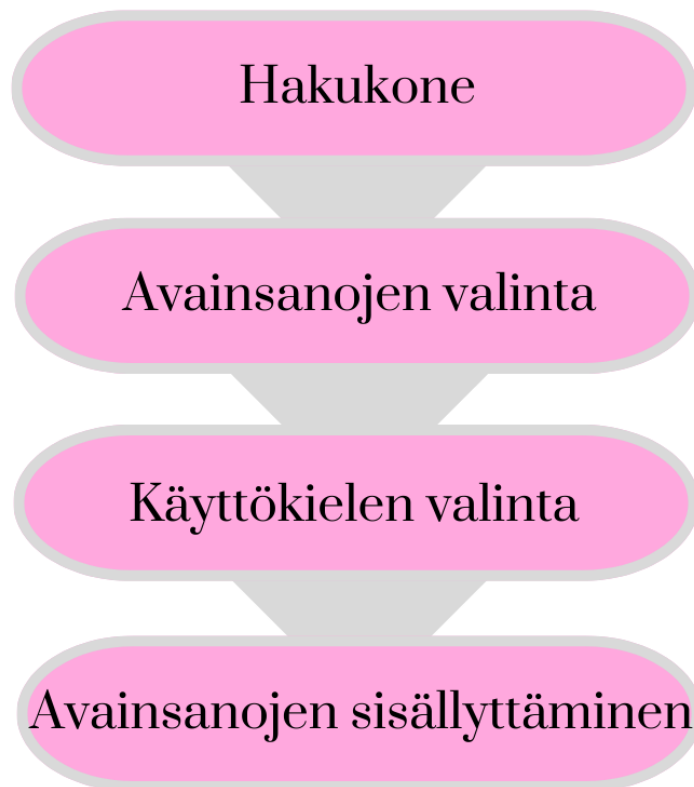 Hakukone
Avainsanojen valinta
Käyttökielen valinta
Avainsanojen sisällyttäminen